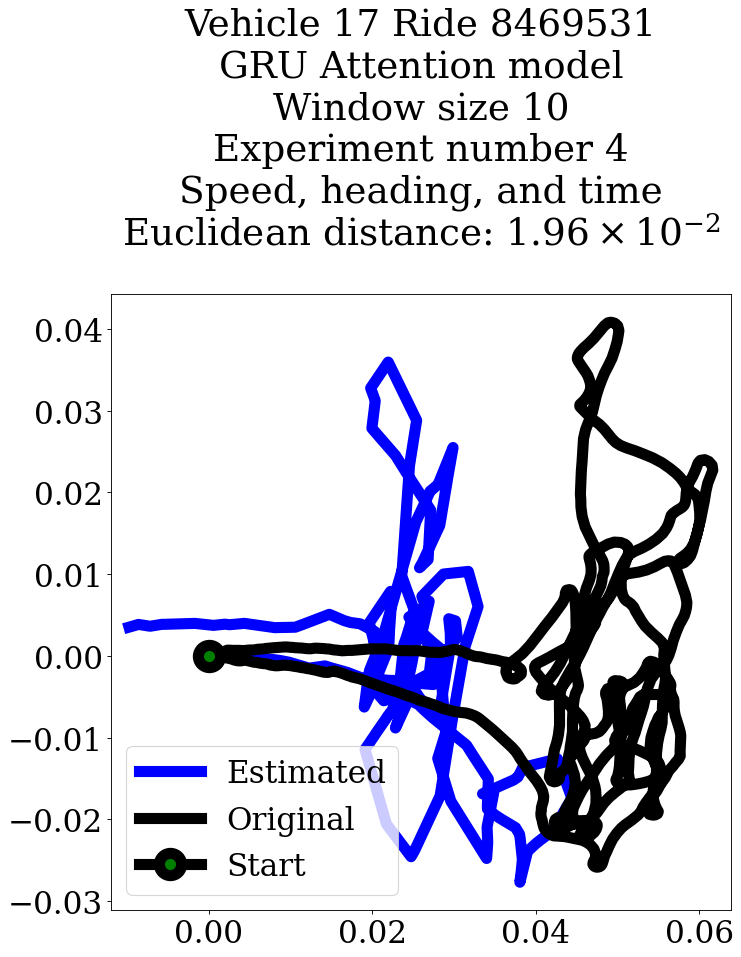 Vehicle 17 Ride 8469531
GRU Attention model
Window size 10
Experiment number 4
Speed, heading, and time
Euclidean distance: 1.96 × 10⁻²
0.04
0.03
0.02
0.01
0.00
−0.01
−0.02
−0.03
Estimated
Original
Start
0.00 0.02 0.04 0.06